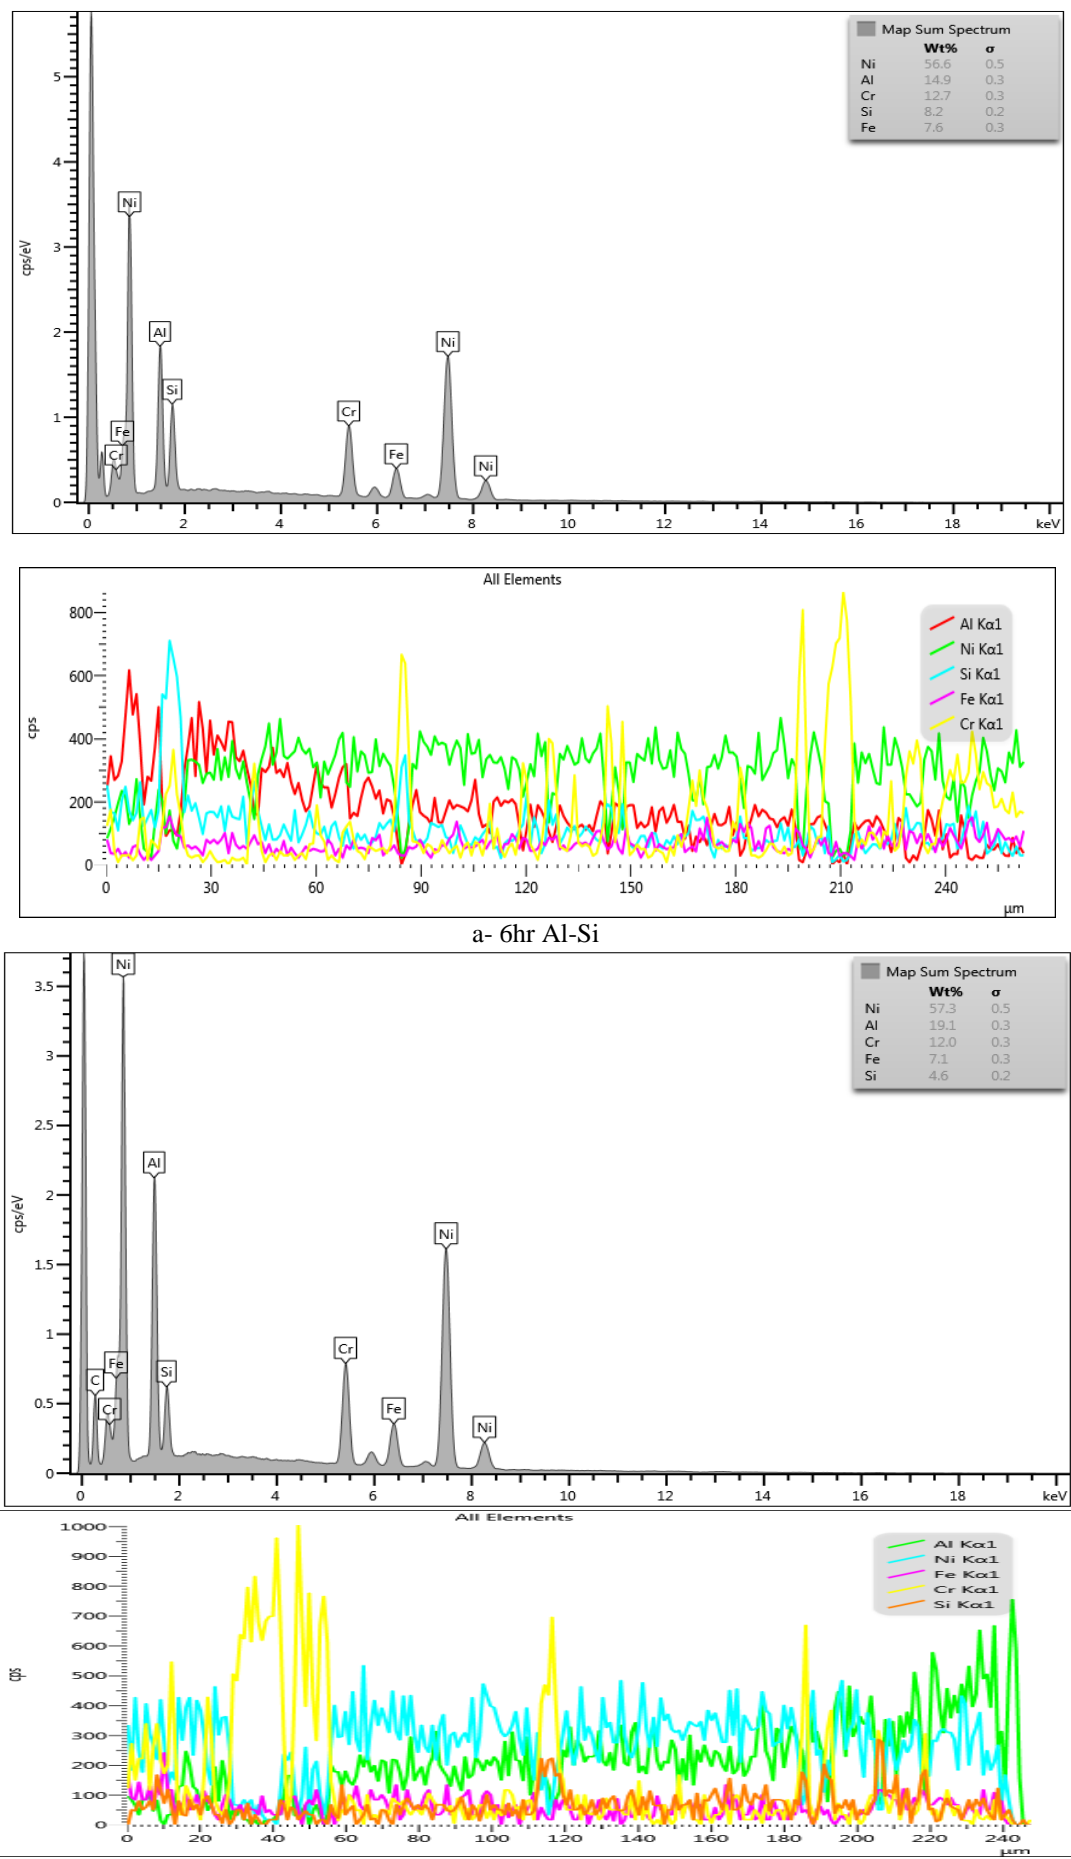 Map Sum Spectrum
Wt% σ
Ni 56.6 0.5
Al 14.9 0.3
Cr 12.7 0.3
Si 8.2 0.2
Fe 7.6 0.3
5
4
3
2
1
0
cps/eV
Ni
Al
Si
Fe
Cr
Cr
Fe
Ni
Ni
0 2 4 6 8 10 12 14 16 18 keV
All Elements
800
600
400
200
0
cps
Al Kα1
Ni Kα1
Si Kα1
Fe Kα1
Cr Kα1
0 30 60 90 120 150 180 210 240
µm
a- 6hr Al-Si
Map Sum Spectrum
Wt% σ
Ni 57.3 0.5
Al 19.1 0.3
Cr 12.0 0.3
Fe 7.1 0.3
Si 4.6 0.2
3.5
3
2.5
2
1.5
1
0.5
0
cps/eV
Ni
Al
Si
Fe
C
Cr
Cr
Fe
Ni
Ni
0 2 4 6 8 10 12 14 16 18 keV
All Elements
1000
900
800
700
600
500
400
300
200
100
0
cps
Al Kα1
Ni Kα1
Fe Kα1
Cr Kα1
Si Kα1
0 20 40 60 80 100 120 140 160 180 200 220 240
µm